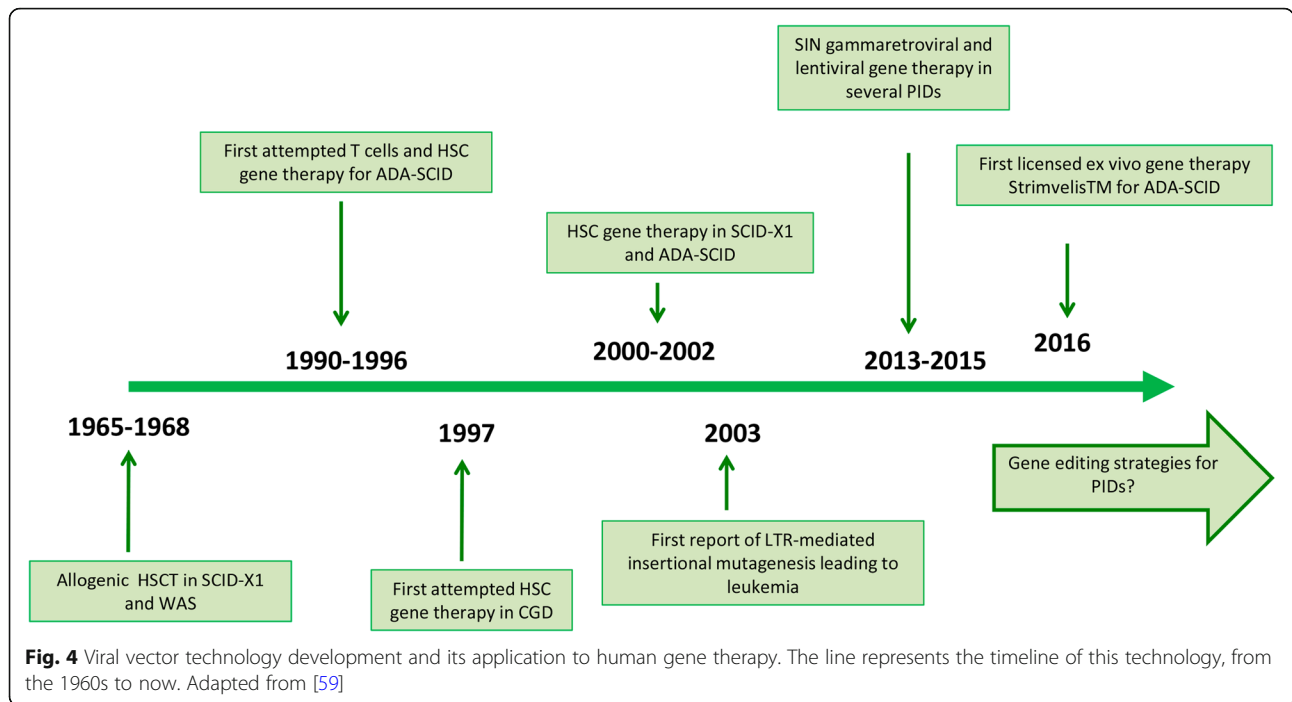 SIN gammaretroviral and
lentiviral gene therapy in
several PIDs
First attempted T cells and HSC
gene therapy for ADA-SCID
First licensed ex vivo gene therapy
StrimvelisTM for ADA-SCID
HSC gene therapy in SCID-X1
and ADA-SCID
1990-1996
2000-2002
2013-2015
2016
1965-1968
1997
2003
Gene editing strategies for
PIDs?
Allogenic HSCT in SCID-X1
and WAS
First attempted HSC
gene therapy in CGD
First report of LTR-mediated
insertional mutagenesis leading to
leukemia
Fig. 4 Viral vector technology development and its application to human gene therapy. The line represents the timeline of this technology, from
the 1960s to now. Adapted from [59]